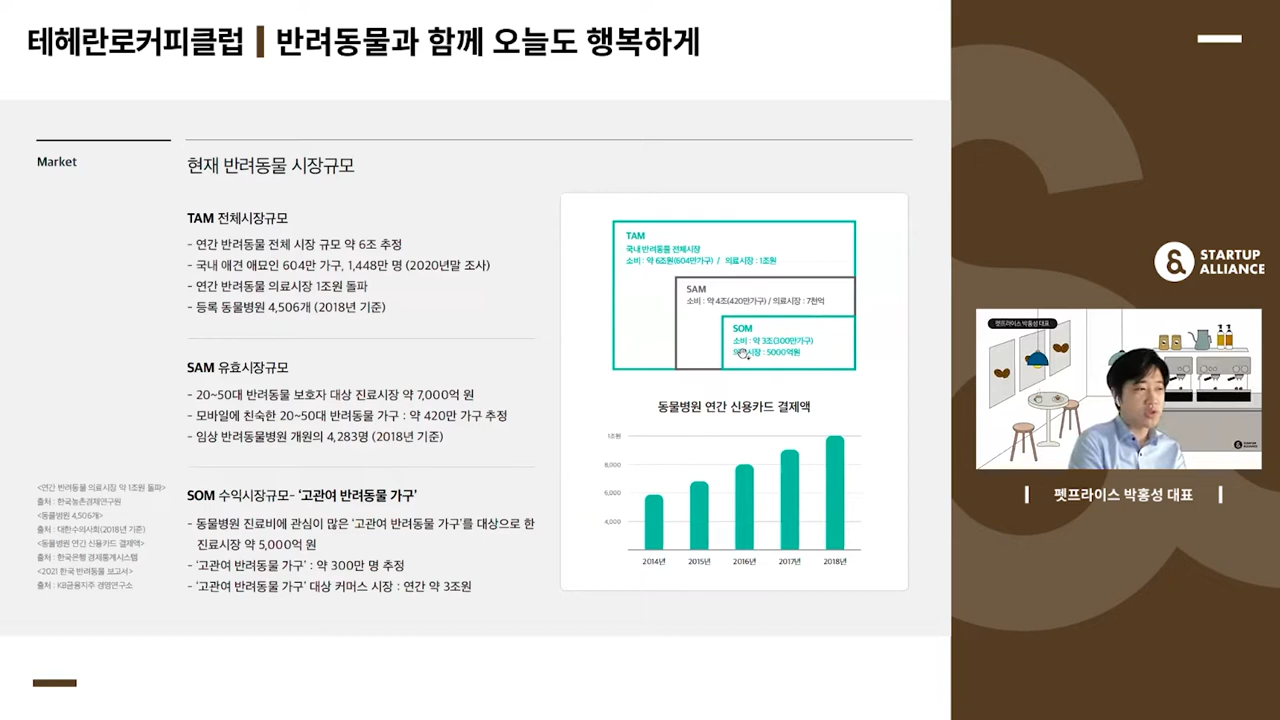 테헤란로커피클럽 | 반려동물과 함께 오늘도 행복하게
Market
현재 반려동물 시장규모
TAM 전체시장규모
- 연간 반려동물 전체 시장 규모 약 6조 추정
- 국내 애견 애묘인 604만 가구, 1,448만 명 (2020년말 조사)
- 연간 반려동물 의료시장 1조원 돌파
- 등록 동물병원 4,506개 (2018년 기준)
SAM 유효시장규모
- 20~50대 반려동물 보호자 대상 진료시장 약 7,000억 원
- 모바일에 친숙한 20~50대 반려동물 가구 : 약 420만 가구 추정
- 임상 반려동물병원 개원의 4,283명 (2018년 기준)
SOM 수익시장규모- ‘고관여 반려동물 가구’
- 동물병원 진료비에 관심이 많은 ‘고관여 반려동물 가구’를 대상으로 한
진료시장 약 5,000억 원
- ‘고관여 반려동물 가구’ : 약 300만 명 추정
- ‘고관여 반려동물 가구’ 대상 커머스 시장 : 연간 약 3조원
<연간 반려동물 의료시장 약 1조원 돌파>
출처 : 한국농촌경제연구원
<동물병원 4,506개>
출처 : 대한수의사회(2018년 기준)
<동물병원 연간 신용카드 결제액>
출처 : 한국은행 경제통계시스템
<2021 한국 반려동물 보고서>
출처 : KB금융지주 경영연구소
TAM
국내 반려동물 전체시장
소비 : 약 6조원(604만가구) / 의료시장 : 1조원
SAM
소비 : 약 4조(420만가구) / 의료시장 : 7천억
SOM
소비 : 약 3조(300만가구)
의료시장 : 5000억원
동물병원 연간 신용카드 결제액
1조원
8,000
6,000
4,000
2014년 2015년 2016년 2017년 2018년
STARTUP
ALLIANCE
펫프라이스 박홍성 대표
STARTUP
ALLIANCE
| 펫프라이스 박홍성 대표 |